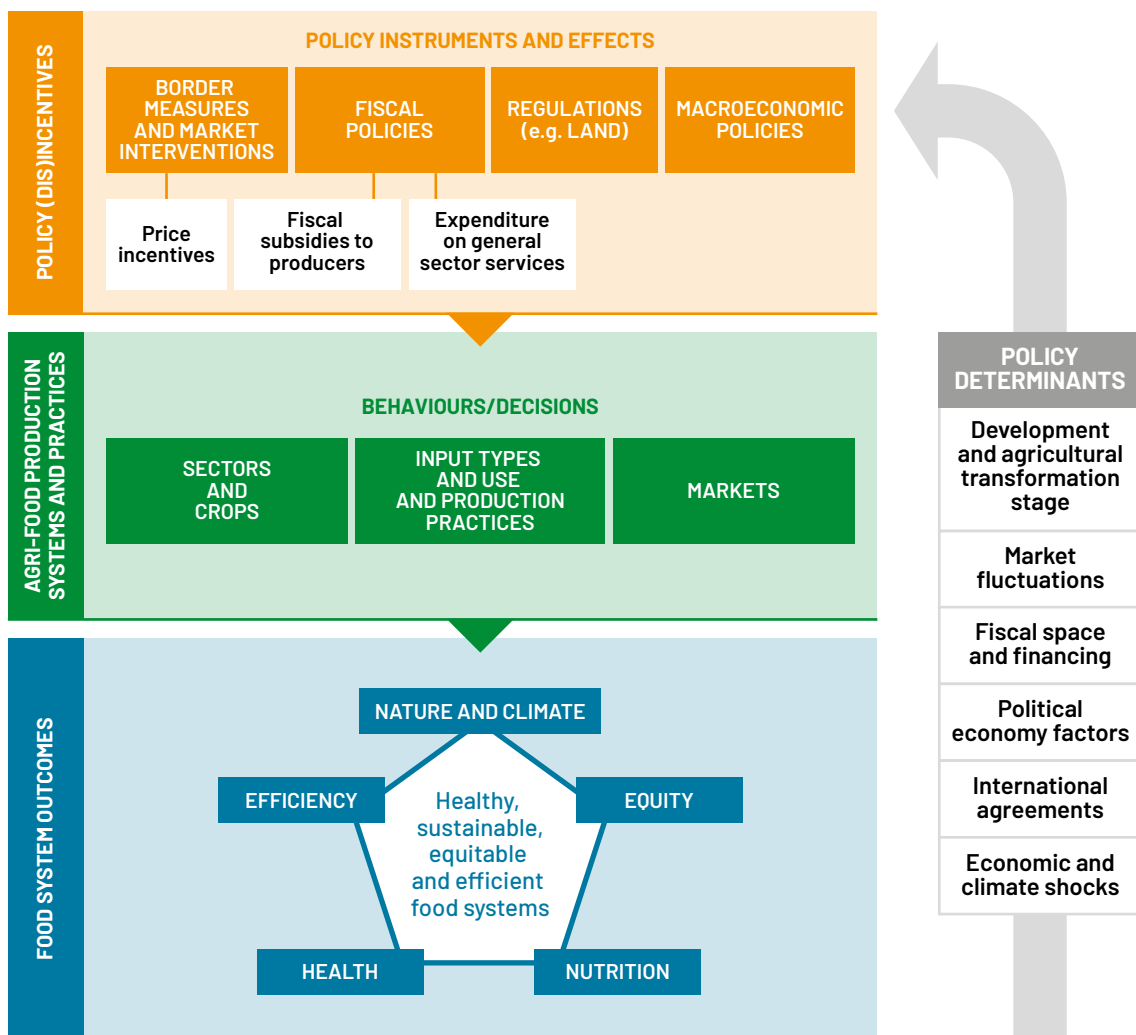 POLICY (DIS)INCENTIVES
POLICY INSTRUMENTS AND EFFECTS
BORDER
MEASURES
AND MARKET
INTERVENTIONS
FISCAL
POLICIES
REGULATIONS
(e.g. LAND)
MACROECONOMIC
POLICIES
Price
incentives
Fiscal
subsidies to
producers
Expenditure
on general
sector services
AGRI-FOOD PRODUCTION
SYSTEMS AND PRACTICES
BEHAVIOURS/DECISIONS
SECTORS
AND
CROPS
INPUT TYPES
AND USE
AND PRODUCTION
PRACTICES
MARKETS
FOOD SYSTEM OUTCOMES
NATURE AND CLIMATE
EFFICIENCY
EQUITY
Healthy,
sustainable,
equitable
and efficient
food systems
HEALTH
NUTRITION
POLICY
DETERMINANTS
Development
and agricultural
transformation
stage
Market
fluctuations
Fiscal space
and financing
Political
economy factors
International
agreements
Economic and
climate shocks